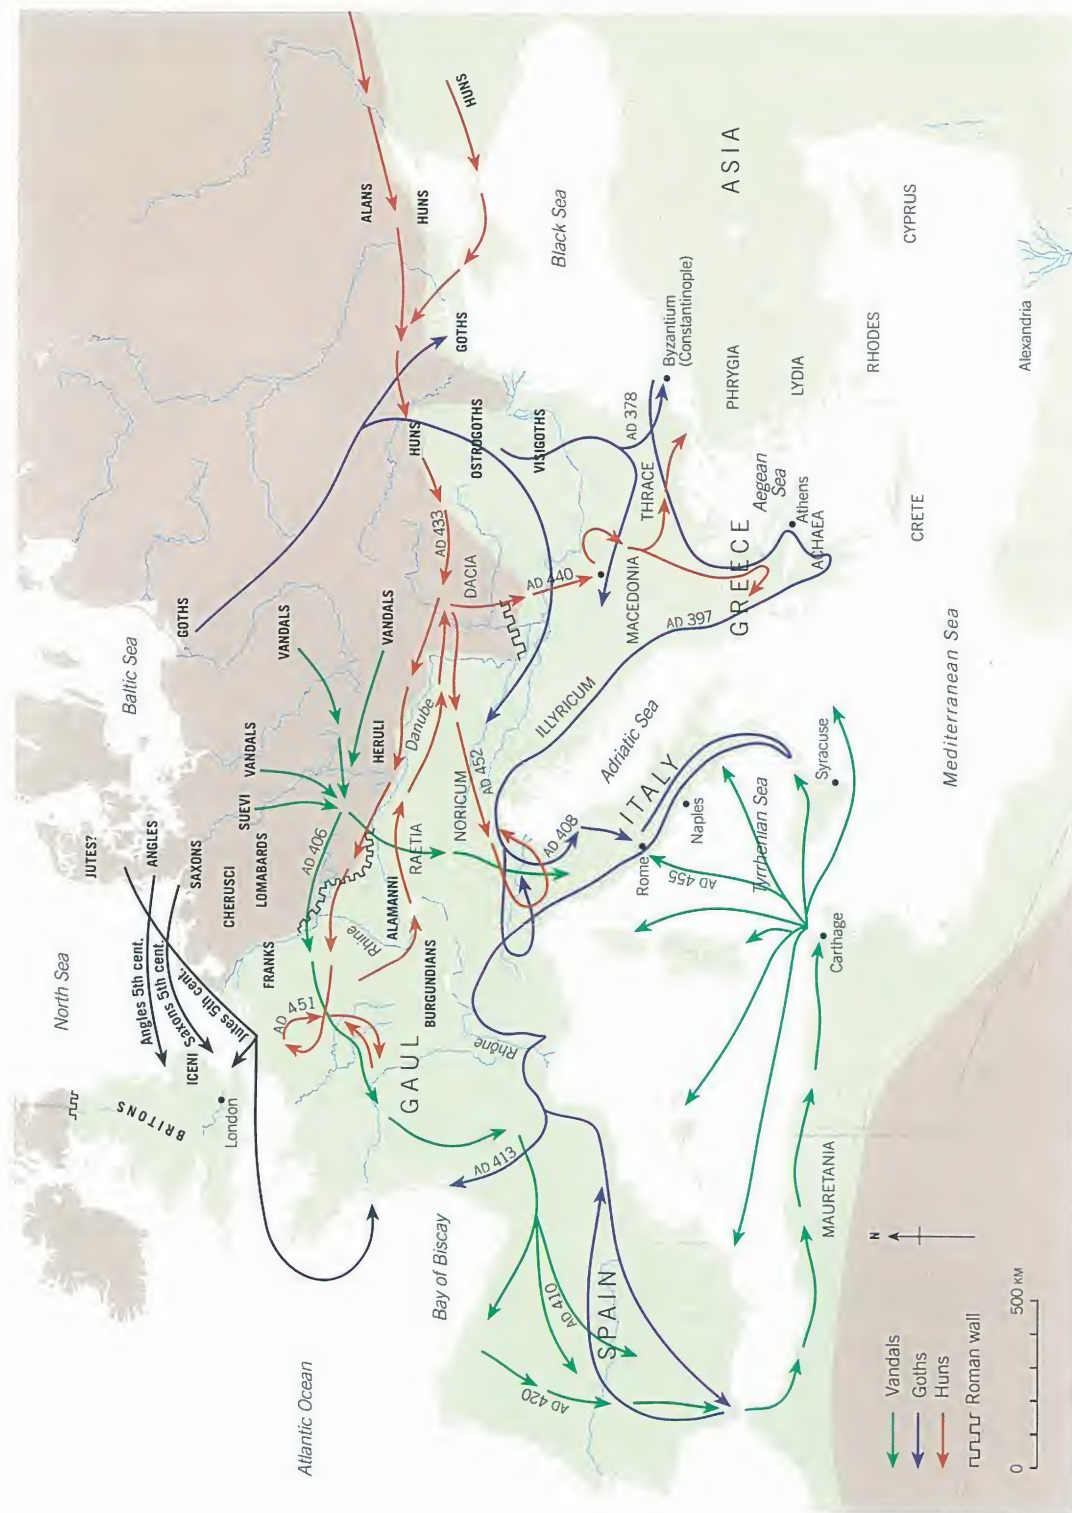 Atlantic Ocean
North Sea
Baltic Sea
Bay of Biscay
Black Sea
Adriatic Sea
Tyrrhenian Sea
Aegean
Sea
Mediterranean Sea
BRITONS
ICENI
London
Angles 5th cent.
Saxons 5th cent.
Jutes 5th cent.
JUTES?
ANGLES
SAXONS
CHERUSCI
LOMBARDS
SUEVI
VANDALS
VANDALS
VANDALS
GOTHS
FRANKS
AD 406
HERULI
Rhine
ALAMANN
BURGUNDIANS
RAETIA
NORICUM
Danube
AD 451
GAUL
Rhône
AD 413
AD 452
AD 433
DACIA
HUNS
ALANS
HUNS
HUNS
GOTHS
OSTROGOTHS
VISIGOTHS
AD 440
AD 378
THRACE
MACEDONIA
ILLYRICUM
AD 397
GREECE
Athens
ACHAEA
Byzantium
(Constantinople)
PHRYGIA
LYDIA
ASIA
RHODES
CYPRUS
CRETE
Alexandria
AD 408
ITALY
Rome
Naples
Syracuse
AD 455
Carthage
SPAIN
AD 410
AD 420
MAURETANIA
N
Vandals
Goths
Huns
Roman wall
0
500 KM